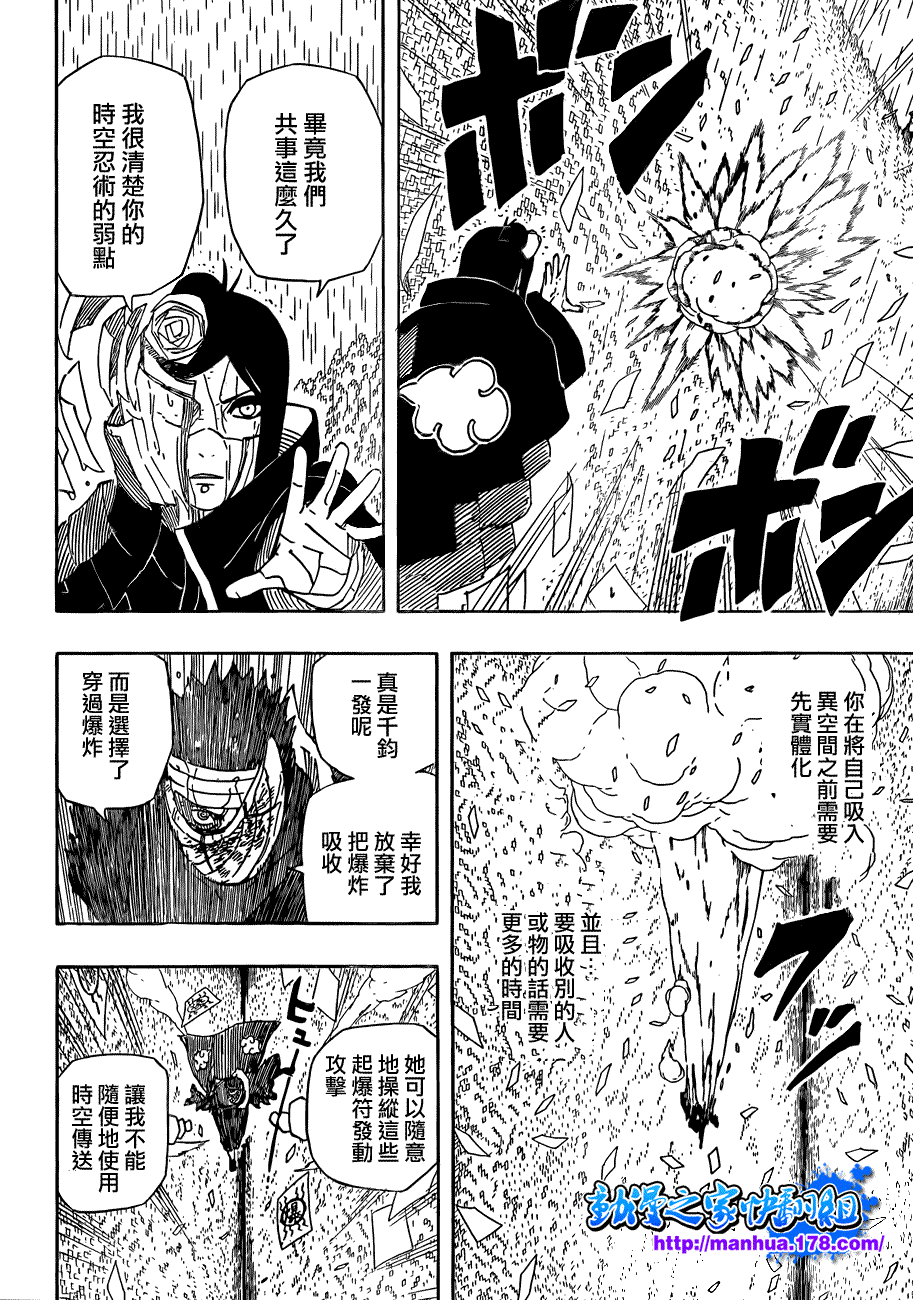 ボン
ボン
畢竟我們
共事這麼久了
我很清楚你的
時空忍術的弱點
你在將自己吸入
異空間之前需要
先實體化
並且…
要吸收別的人
或物的話需要
更多的時間
フッ
真是千鈞
一發呢
幸好我
放棄了
把爆炸
吸收
而是選擇了
穿過爆炸
ヒュー
她可以隨意
地操縱這些
起爆符發動
攻擊
讓我不能
隨便地使用
時空傳送
動漫之家快翻組
http://manhua.178.com/